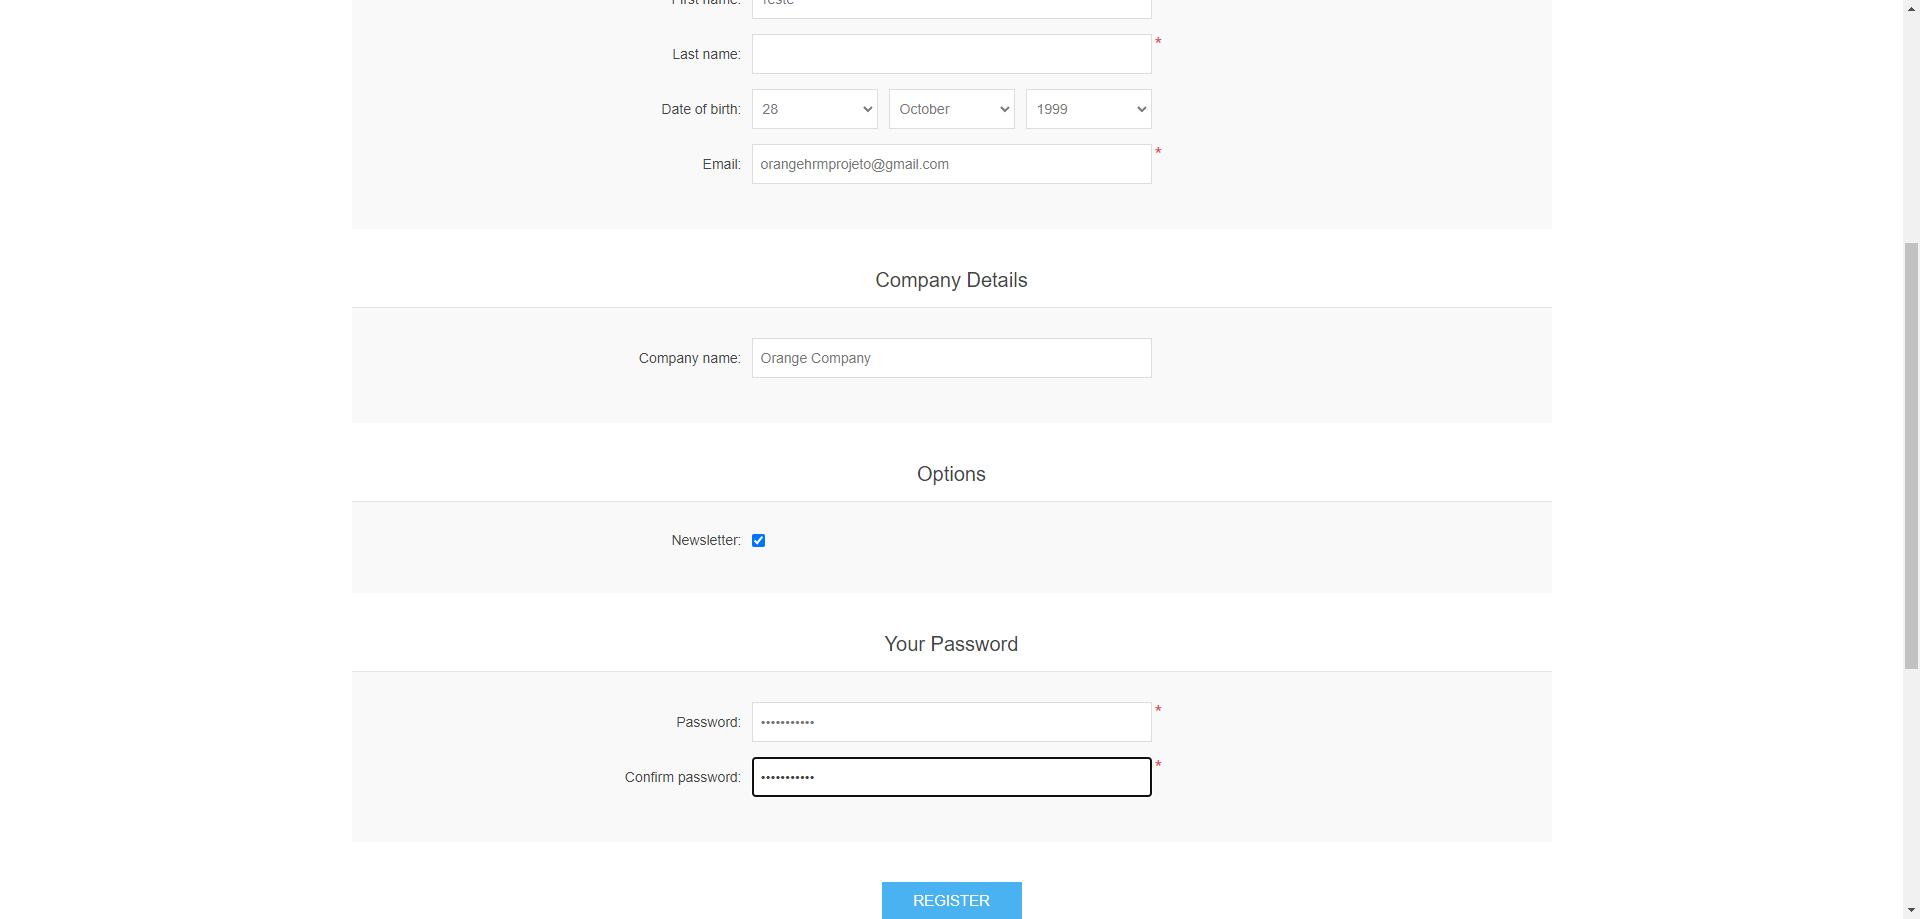 First name: Teste
Last name: *
Date of birth: 28 October 1999
Email: orangehrmprojeto@gmail.com *
Company Details
Company name: Orange Company
Options
Newsletter:
Your Password
Password: ••••••••••• *
Confirm password: ••••••••••• *
REGISTER